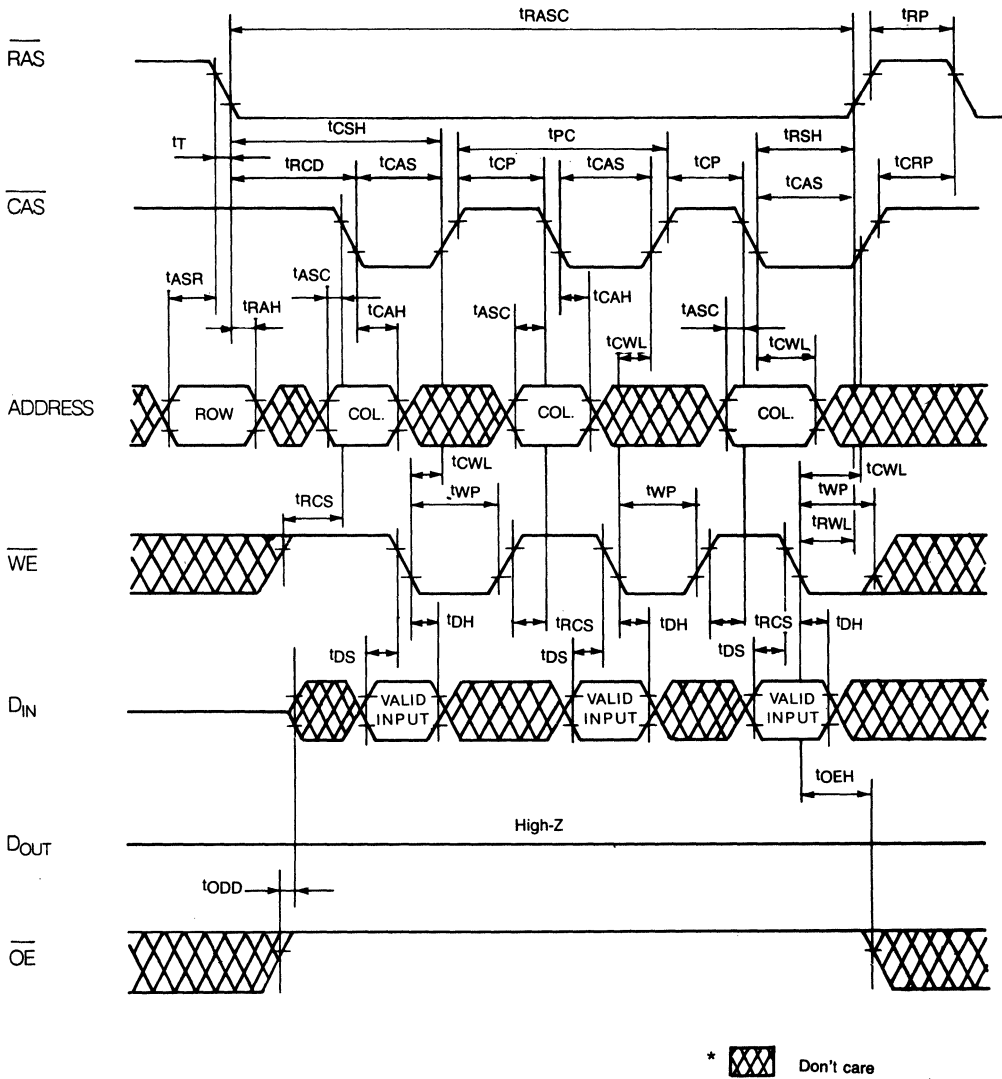 tRASC
tRP
RAS
tT
tCSH
tPC
tRSH
tRCD
tCAS
tCP
tCAS
tCP
tCRP
tCAS
CAS
tASR
tASC
tRAH
tCAH
tASC
tCAH
tASC
tCWL
tCWL
ADDRESS
ROW
COL.
COL.
COL.
tCWL
tCWL
tRCS
tWP
tWP
tWP
tRWL
WE
tDH
tRCS
tDH
tRCS
tDH
tDS
tDS
tDS
DIN
VALID
INPUT
VALID
INPUT
VALID
INPUT
tOEH
High-Z
DOUT
tODD
OE
* Don't care